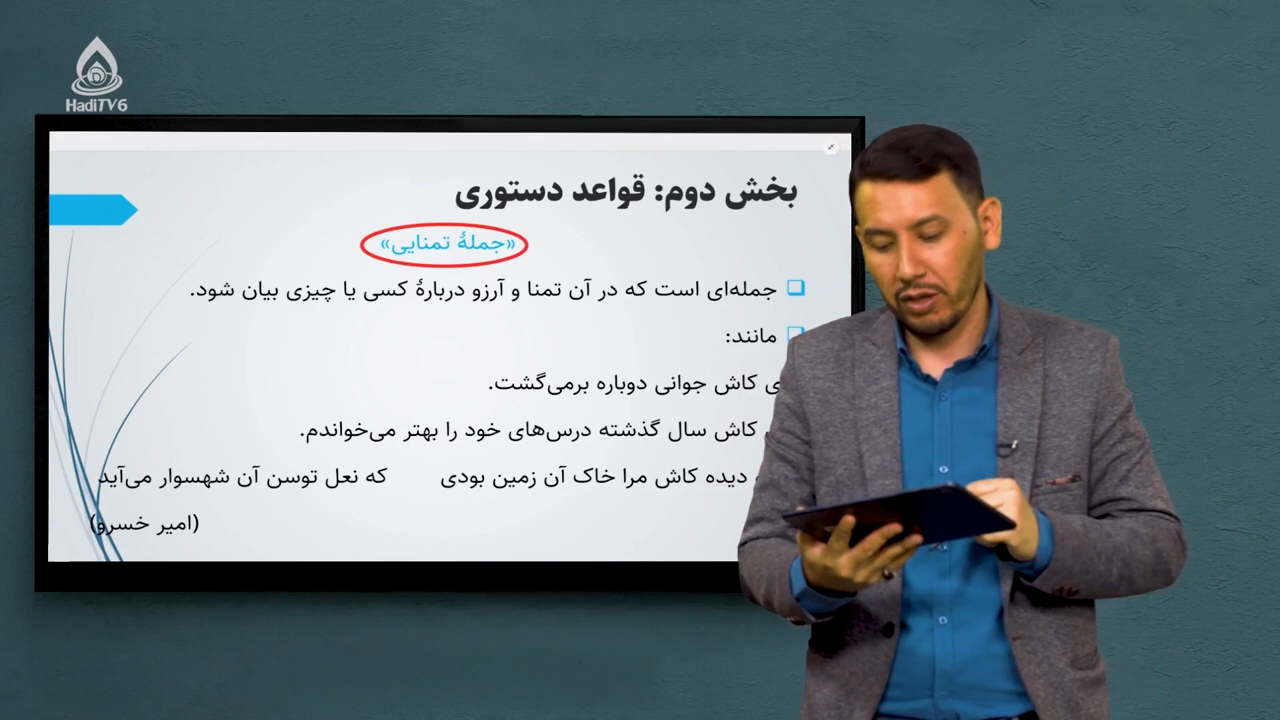 HadiTV6
بخش دوم: قواعد دستوری
«جملهٔ تمنایی»
جمله‌ای است که در آن تمنا و آرزو دربارهٔ کسی یا چیزی بیان شود.
مانند:
کاش جوانی دوباره برمی‌گشت.
کاش سال گذشته درس‌های خود را بهتر می‌خواندم.
دیده کاش مرا خاک آن زمین بودی که نعل توسن آن شهسوار می‌آید
(امیر خسرو)